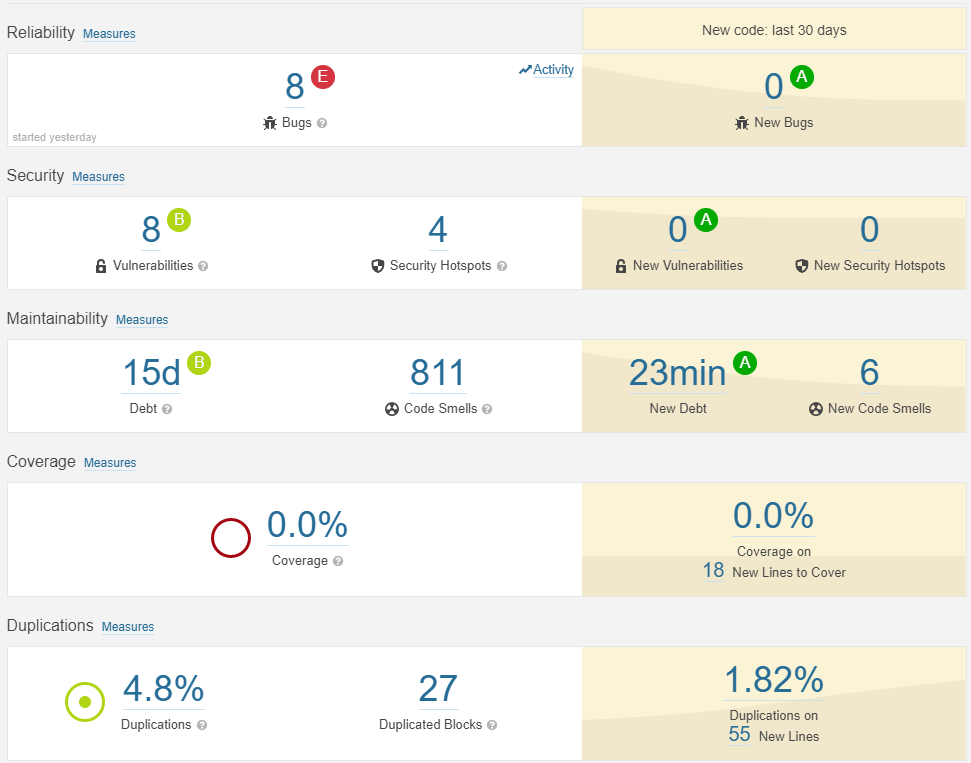 Reliability Measures
New code: last 30 days
Activity
8 E
Bugs ?
started yesterday
0 A
New Bugs
Security Measures
8 B
Vulnerabilities ?
4
Security Hotspots ?
0 A
New Vulnerabilities
0
New Security Hotspots
Maintainability Measures
15d B
Debt ?
811
Code Smells ?
23min A
New Debt
6
New Code Smells
Coverage Measures
0.0%
Coverage ?
0.0%
Coverage on
18 New Lines to Cover
Duplications Measures
4.8%
Duplications ?
27
Duplicated Blocks ?
1.82%
Duplications on
55 New Lines